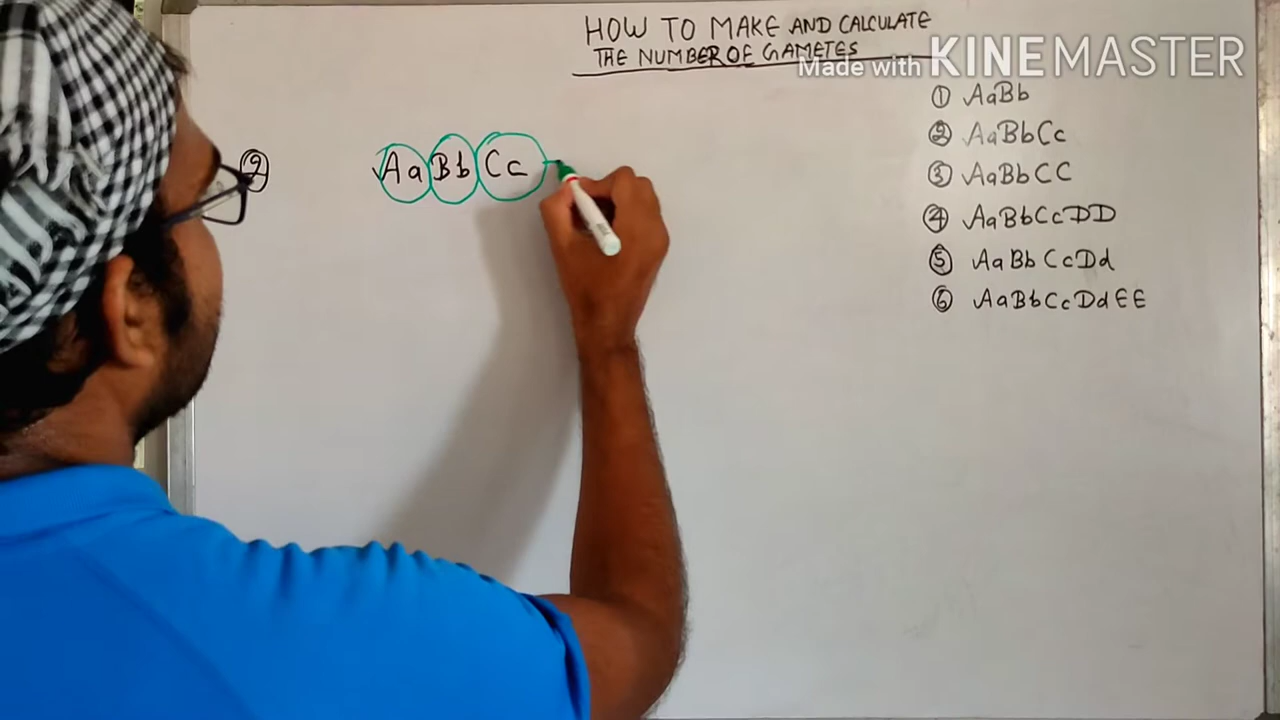 HOW TO MAKE AND CALCULATE
THE NUMBER OF GAMETES
Made with KINEMASTER
① AaBb
② AaBbCc
③ AaBbCC
④ AaBbCcDD
⑤ AaBbCcDd
⑥ AaBbCcDdEE
② AaBbCc